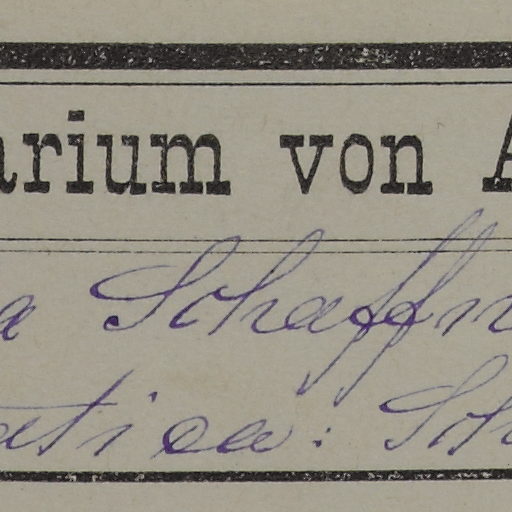 arium von A
a Schaffn
atica: Sch